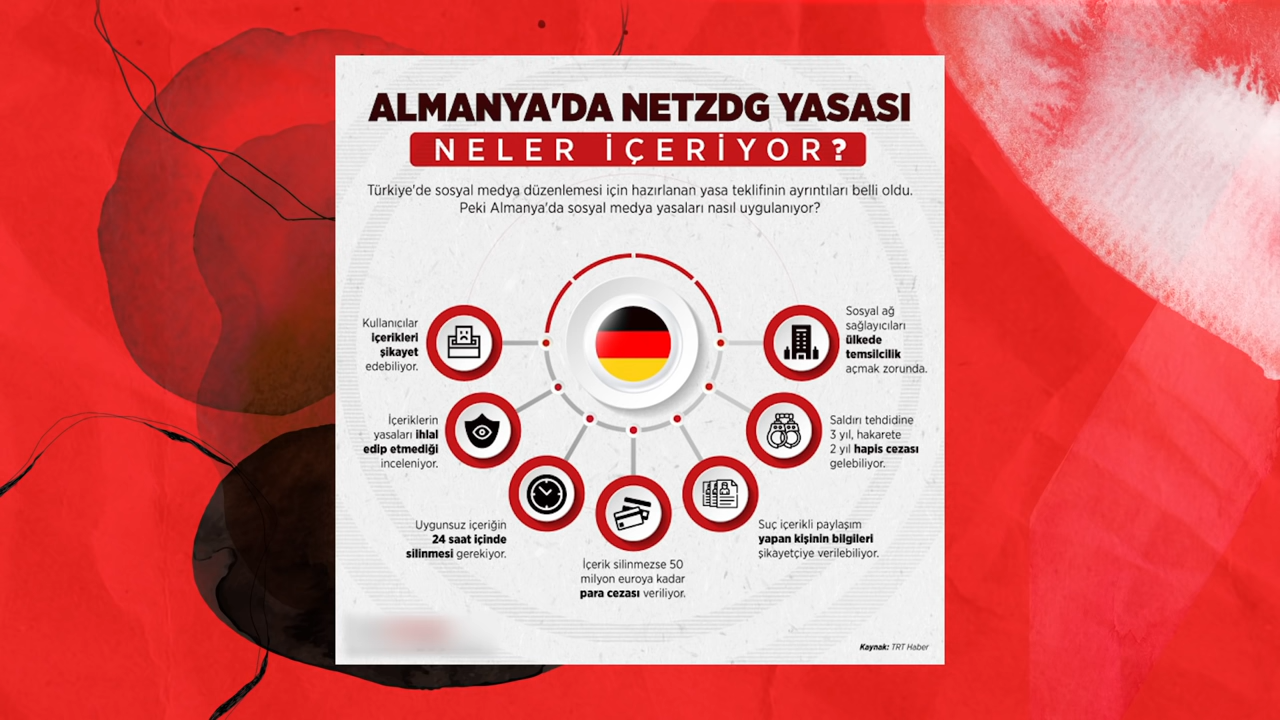 ALMANYA'DA NETZDG YASASI
NELER İÇERİYOR?
Türkiye'de sosyal medya düzenlemesi için hazırlanan yasa teklifinin ayrıntıları belli oldu.
Peki Almanya'da sosyal medya yasaları nasıl uygulanıyor?
Kullanıcılar
içerikleri
şikayet
edebiliyor.
İçeriklerin
yasaları ihlal
edip etmediği
inceleniyor.
Uygunsuz içeriğin
24 saat içinde
silinmesi gerekiyor.
İçerik silinmezse 50
milyon euroya kadar
para cezası veriliyor.
Suç içerikli paylaşım
yapan kişinin bilgileri
şikayetçiye verilebiliyor.
Saldırı tehdidine
3 yıl, hakarete
2 yıl hapis cezası
gelebiliyor.
Sosyal ağ
sağlayıcıları
ülkede
temsilcilik
açmak zorunda.
Kaynak: TRT Haber